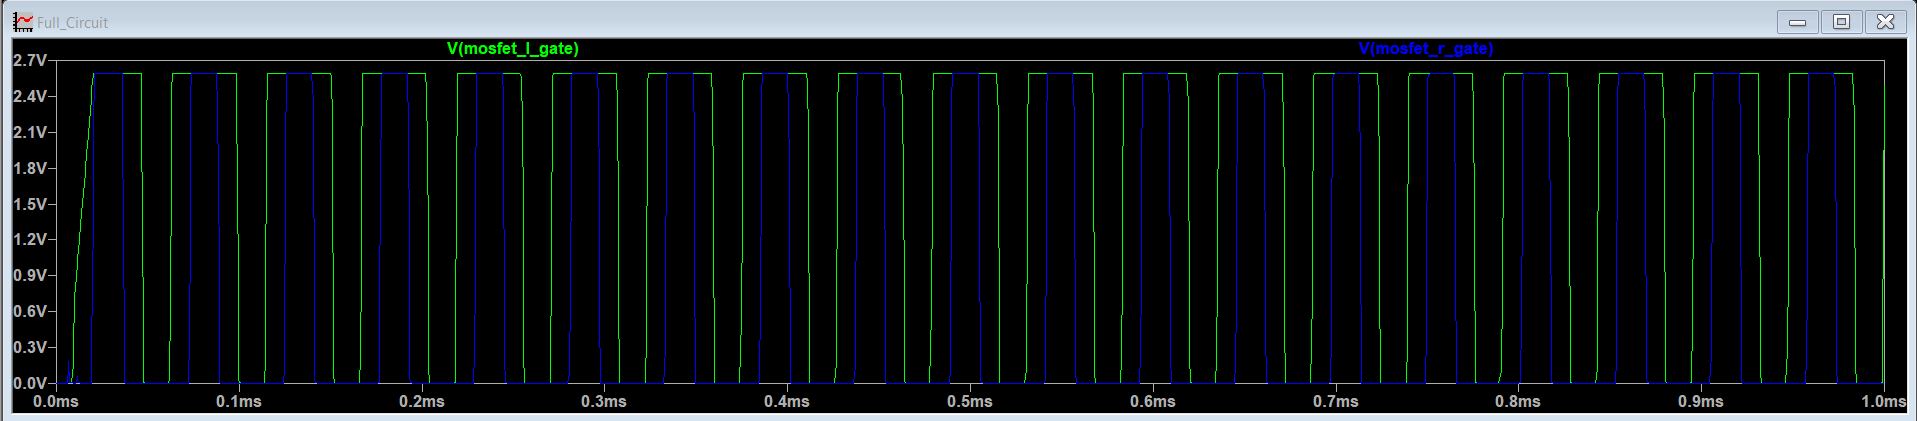 Full_Circuit
V(mosfet_l_gate) V(mosfet_r_gate)
2.7V
2.4V
2.1V
1.8V
1.5V
1.2V
0.9V
0.6V
0.3V
0.0V
0.0ms 0.1ms 0.2ms 0.3ms 0.4ms 0.5ms 0.6ms 0.7ms 0.8ms 0.9ms 1.0ms